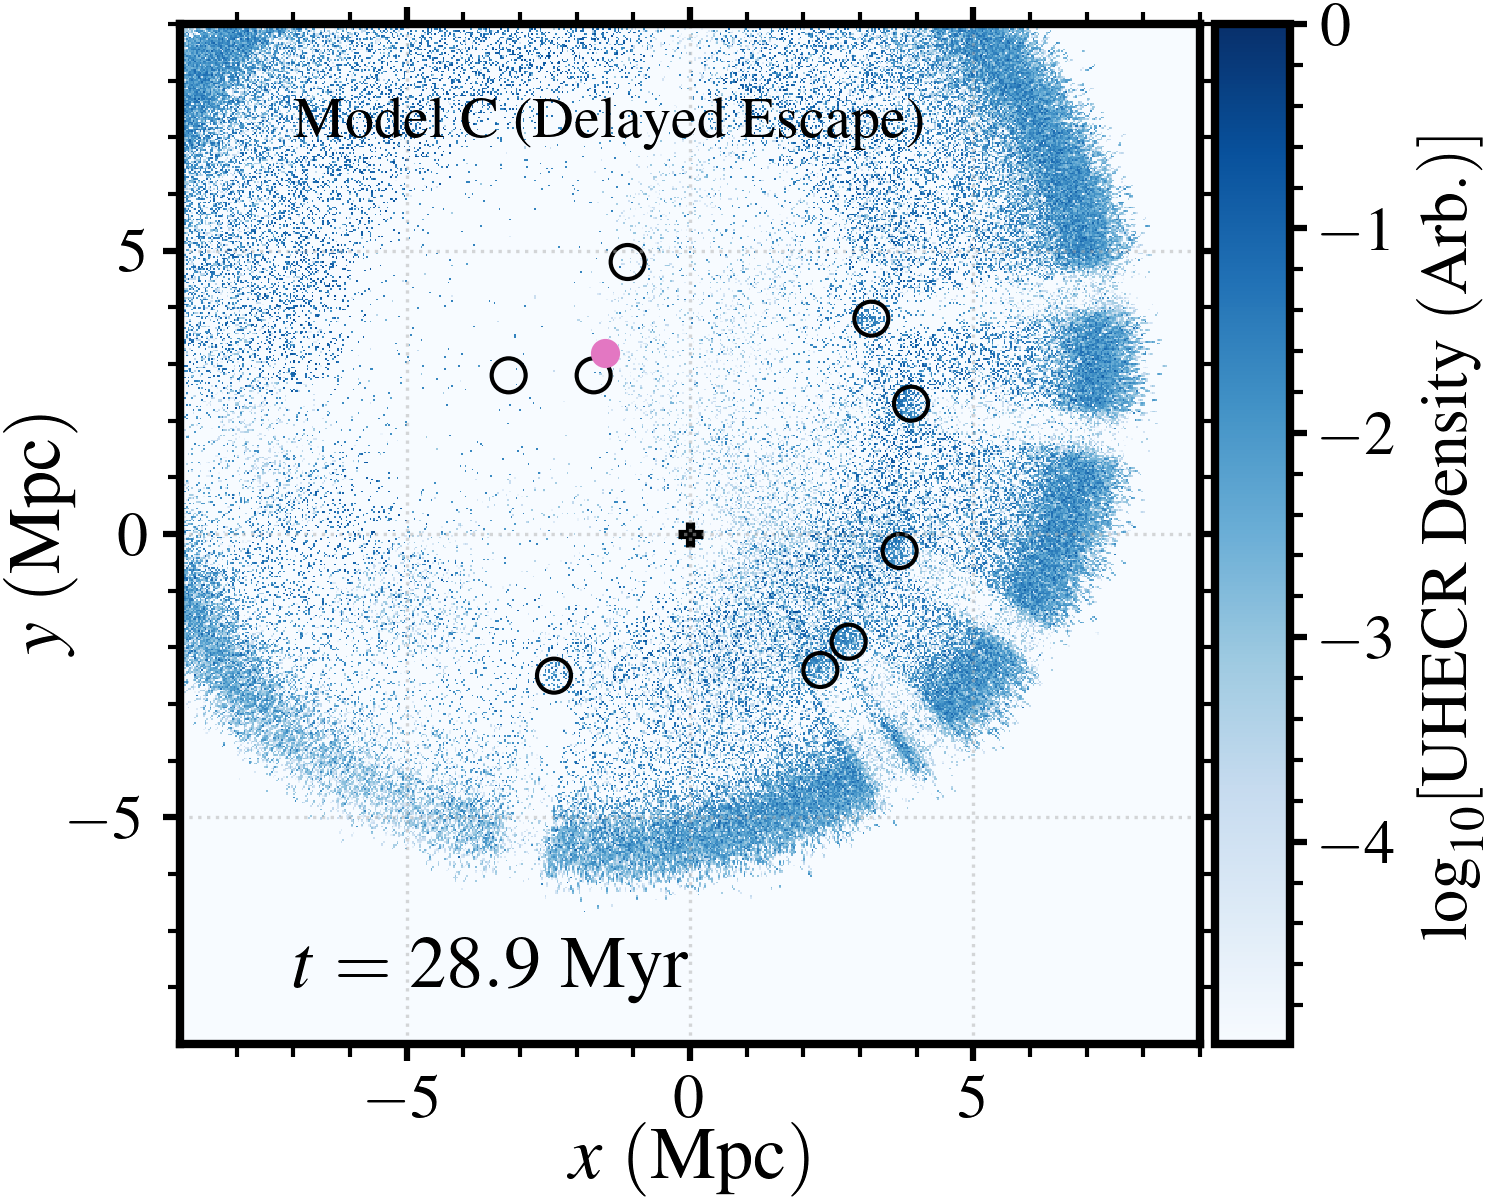 Model C (Delayed Escape)
t = 28.9 Myr
y (Mpc)
5
0
−5
−5
0
5
x (Mpc)
0
−1
−2
−3
−4
log₁₀[UHECR Density (Arb.)]